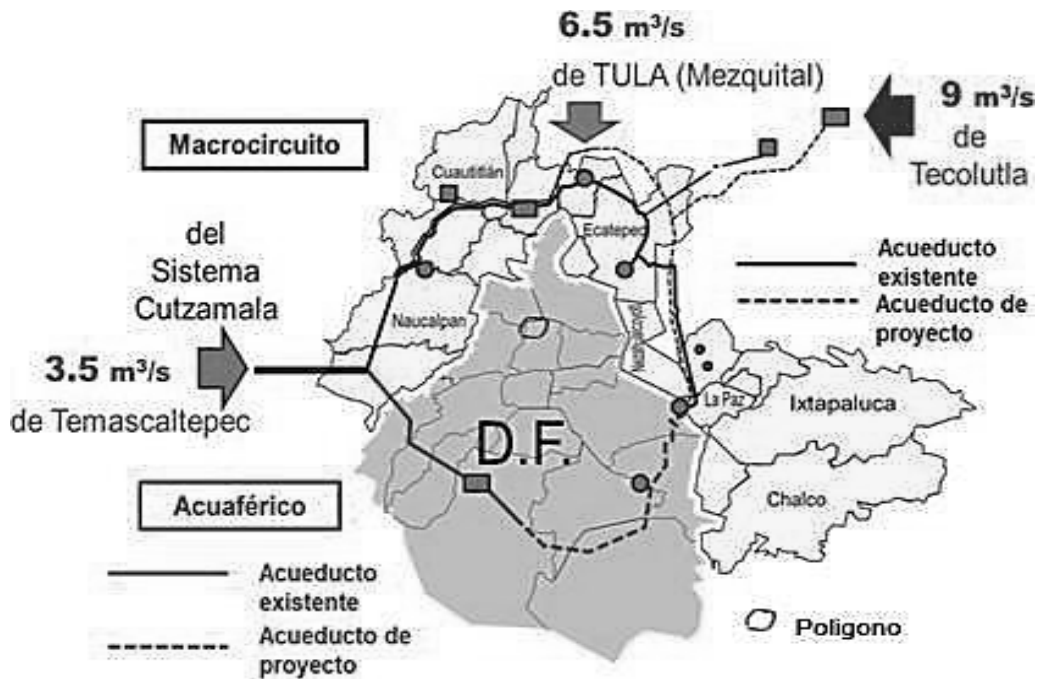 6.5 m³/s
de TULA (Mezquital)
9 m³/s
de
Tecolutla
Macrocircuito
Cuautitlán
del
Sistema
Cutzamala
Ecatepec
Acueducto
existente
Acueducto de
proyecto
Naucalpan
Nezahualcóyotl
3.5 m³/s
de Temascaltepec
La Paz
Ixtapaluca
D.F.
Chalco
Acuaférico
Acueducto
existente
Acueducto de
proyecto
Poligono